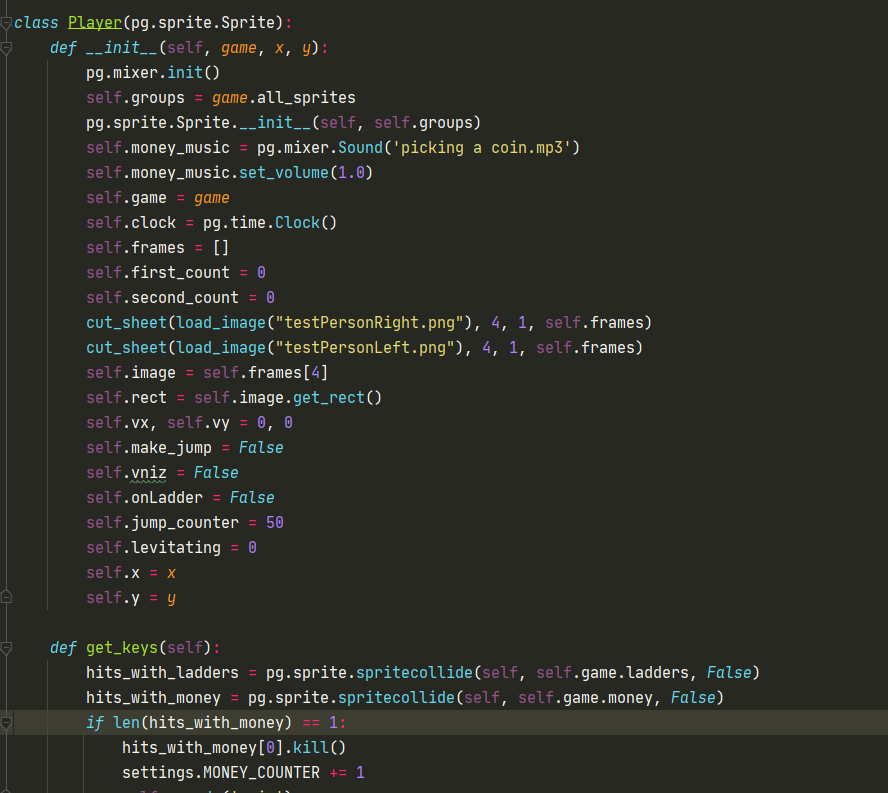 class Player(pg.sprite.Sprite):
    def __init__(self, game, x, y):
        pg.mixer.init()
        self.groups = game.all_sprites
        pg.sprite.Sprite.__init__(self, self.groups)
        self.money_music = pg.mixer.Sound('picking a coin.mp3')
        self.money_music.set_volume(1.0)
        self.game = game
        self.clock = pg.time.Clock()
        self.frames = []
        self.first_count = 0
        self.second_count = 0
        cut_sheet(load_image("testPersonRight.png"), 4, 1, self.frames)
        cut_sheet(load_image("testPersonLeft.png"), 4, 1, self.frames)
        self.image = self.frames[4]
        self.rect = self.image.get_rect()
        self.vx, self.vy = 0, 0
        self.make_jump = False
        self.vniz = False
        self.onLadder = False
        self.jump_counter = 50
        self.levitating = 0
        self.x = x
        self.y = y

    def get_keys(self):
        hits_with_ladders = pg.sprite.spritecollide(self, self.game.ladders, False)
        hits_with_money = pg.sprite.spritecollide(self, self.game.money, False)
        if len(hits_with_money) == 1:
            hits_with_money[0].kill()
            settings.MONEY_COUNTER += 1